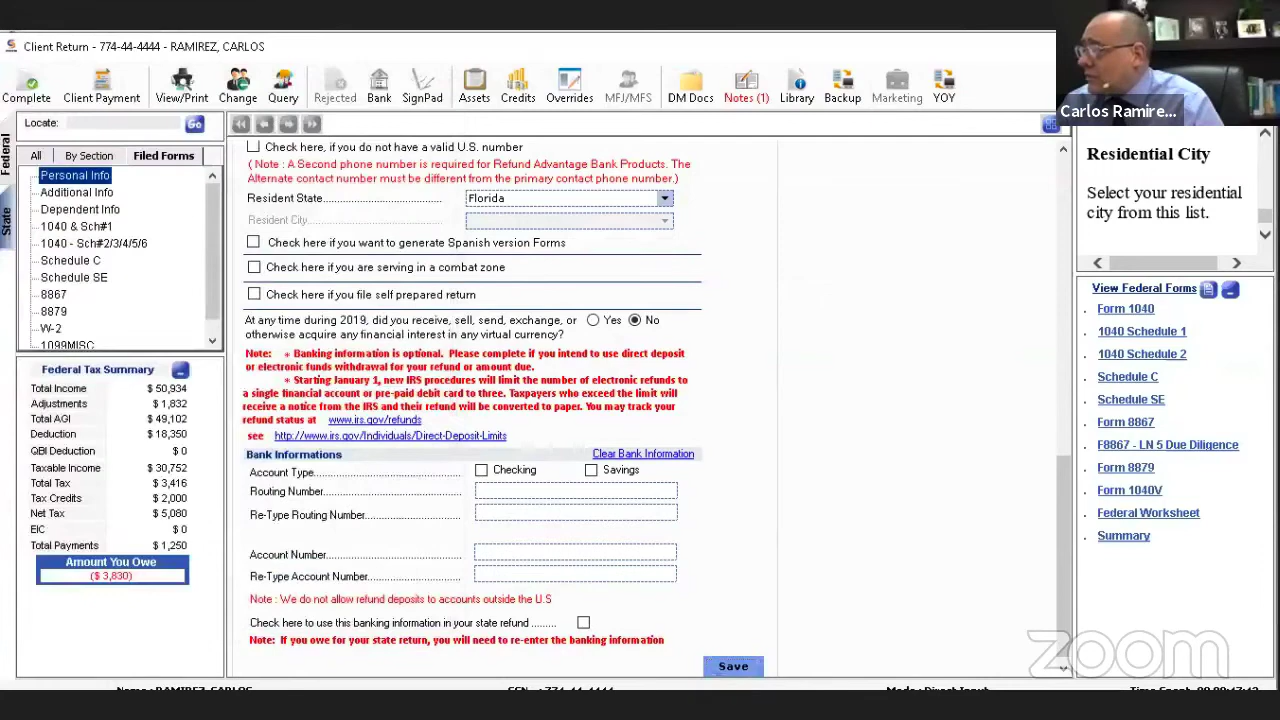 Client Return - 774-44-4444 - RAMIREZ, CARLOS
Complete Client Payment View/Print Change Query Rejected Bank SignPad Assets Credits Overrides MFJ/MFS DM Docs Notes (1) Library Backup Marketing YOY
Carlos Ramire...
Locate: Go
Federal
State
All By Section Filed Forms
Personal Info
Additional Info
Dependent Info
1040 & Sch#1
1040 - Sch#2/3/4/5/6
Schedule C
Schedule SE
8867
8879
W-2
1099MISC
Federal Tax Summary
Total Income $ 50,934
Adjustments $ 1,832
Total AGI $ 49,102
Deduction $ 18,350
QBI Deduction $ 0
Taxable Income $ 30,752
Total Tax $ 3,416
Tax Credits $ 2,000
Net Tax $ 5,080
EIC $ 0
Total Payments $ 1,250
Amount You Owe
($ 3,830)
Check here, if you do not have a valid U.S. number
( Note : A Second phone number is required for Refund Advantage Bank Products. The
Alternate contact number must be different from the primary contact phone number.)
Resident State Florida
Resident City
Check here if you want to generate Spanish version Forms
Check here if you are serving in a combat zone
Check here if you file self prepared return
At any time during 2019, did you receive, sell, send, exchange, or Yes No
otherwise acquire any financial interest in any virtual currency?
Note: * Banking information is optional. Please complete if you intend to use direct deposit
or electronic funds withdrawal for your refund or amount due.
* Starting January 1, new IRS procedures will limit the number of electronic refunds to
a single financial account or pre-paid debit card to three. Taxpayers who exceed the limit will
receive a notice from the IRS and their refund will be converted to paper. You may track your
refund status at www.irs.gov/refunds
see http://www.irs.gov/Individuals/Direct-Deposit-Limits
Bank Informations Clear Bank Information
Account Type Checking Savings
Routing Number
Re-Type Routing Number
Account Number
Re-Type Account Number
Note : We do not allow refund deposits to accounts outside the U.S
Check here to use this banking information in your state refund
Note: If you owe for your state return, you will need to re-enter the banking information
Save
Residential City
Select your residential
city from this list.
View Federal Forms
Form 1040
1040 Schedule 1
1040 Schedule 2
Schedule C
Schedule SE
Form 8867
F8867 - LN 5 Due Diligence
Form 8879
Form 1040V
Federal Worksheet
Summary
zoom
Name : RAMIREZ, CARLOS SSN : 774-44-4444 Mode : Direct Input